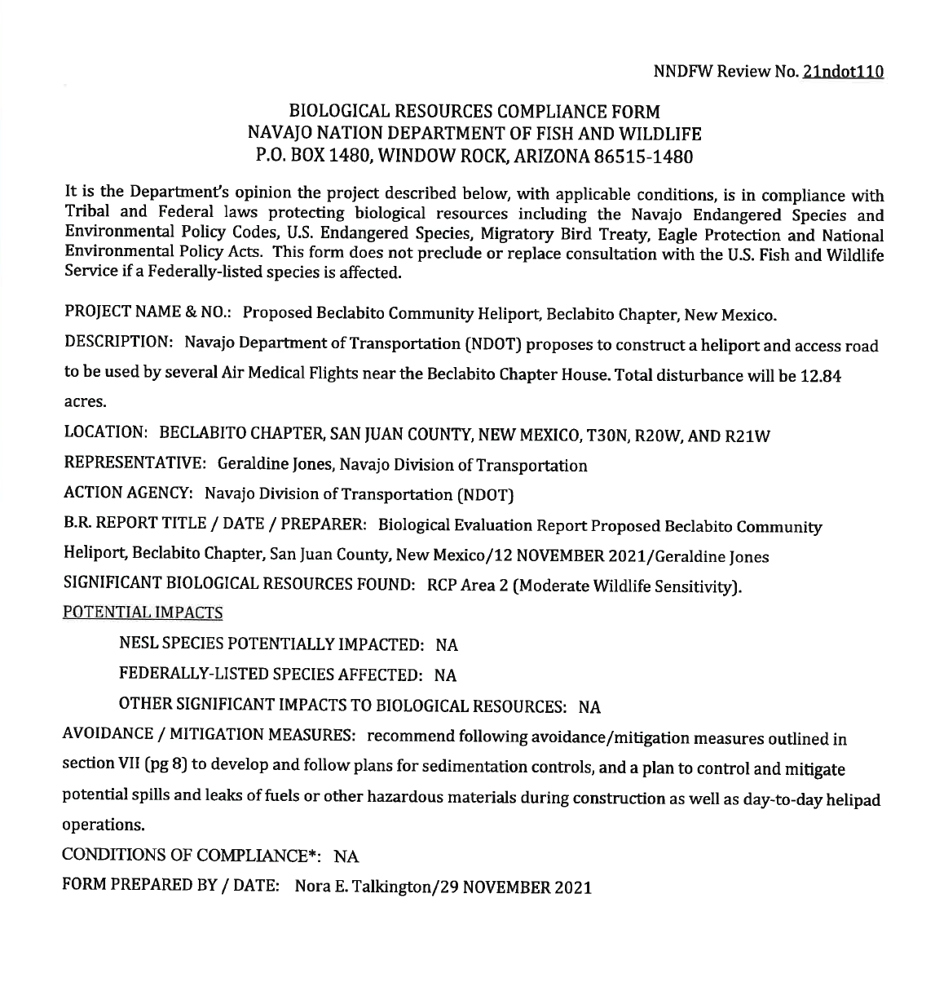 NNDFW Review No. 21ndot110
BIOLOGICAL RESOURCES COMPLIANCE FORM
NAVAJO NATION DEPARTMENT OF FISH AND WILDLIFE
P.O. BOX 1480, WINDOW ROCK, ARIZONA 86515-1480
It is the Department's opinion the project described below, with applicable conditions, is in compliance with
Tribal and Federal laws protecting biological resources including the Navajo Endangered Species and
Environmental Policy Codes, U.S. Endangered Species, Migratory Bird Treaty, Eagle Protection and National
Environmental Policy Acts. This form does not preclude or replace consultation with the U.S. Fish and Wildlife
Service if a Federally-listed species is affected.
PROJECT NAME & NO.: Proposed Beclabito Community Heliport, Beclabito Chapter, New Mexico.
DESCRIPTION: Navajo Department of Transportation (NDOT) proposes to construct a heliport and access road
to be used by several Air Medical Flights near the Beclabito Chapter House. Total disturbance will be 12.84
acres.
LOCATION: BECLABITO CHAPTER, SAN JUAN COUNTY, NEW MEXICO, T30N, R20W, AND R21W
REPRESENTATIVE: Geraldine Jones, Navajo Division of Transportation
ACTION AGENCY: Navajo Division of Transportation (NDOT)
B.R. REPORT TITLE / DATE / PREPARER: Biological Evaluation Report Proposed Beclabito Community
Heliport, Beclabito Chapter, San Juan County, New Mexico/12 NOVEMBER 2021/Geraldine Jones
SIGNIFICANT BIOLOGICAL RESOURCES FOUND: RCP Area 2 (Moderate Wildlife Sensitivity).
POTENTIAL IMPACTS
NESL SPECIES POTENTIALLY IMPACTED: NA
FEDERALLY-LISTED SPECIES AFFECTED: NA
OTHER SIGNIFICANT IMPACTS TO BIOLOGICAL RESOURCES: NA
AVOIDANCE / MITIGATION MEASURES: recommend following avoidance/mitigation measures outlined in
section VII (pg 8) to develop and follow plans for sedimentation controls, and a plan to control and mitigate
potential spills and leaks of fuels or other hazardous materials during construction as well as day-to-day helipad
operations.
CONDITIONS OF COMPLIANCE*: NA
FORM PREPARED BY / DATE: Nora E. Talkington/29 NOVEMBER 2021